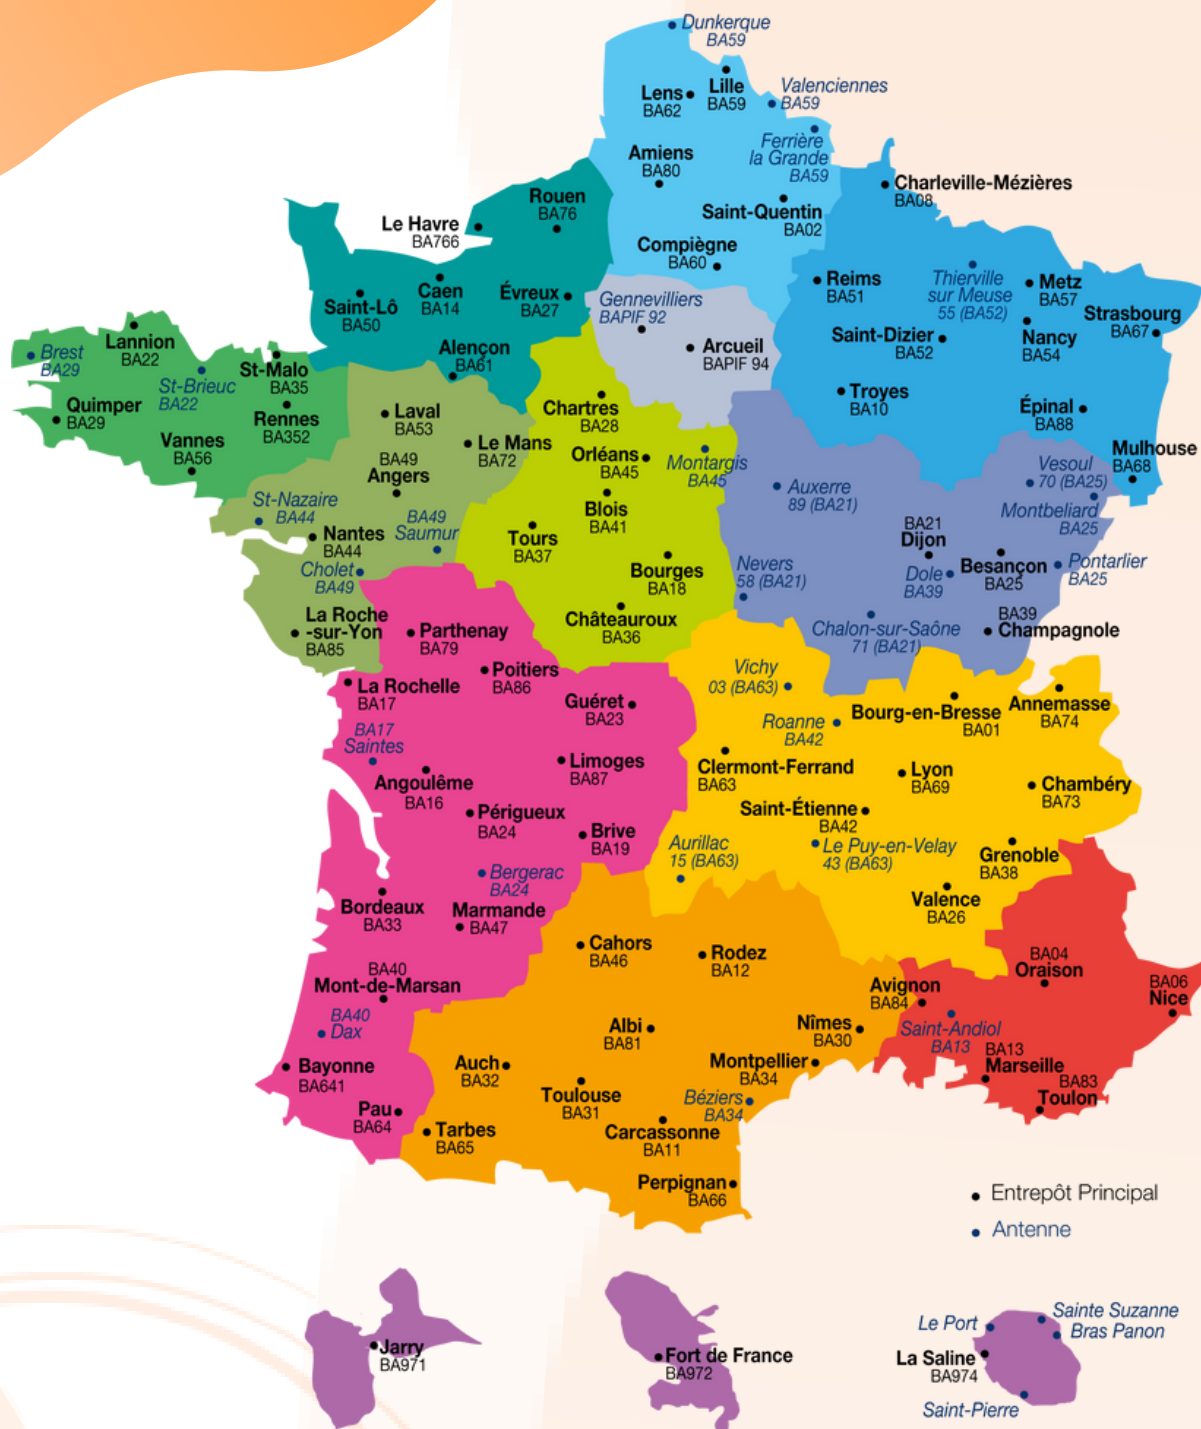 Dunkerque
BA59
Lille
BA59
Lens
BA62
Valenciennes
BA59
Ferrière
la Grande
BA59
Amiens
BA80
Saint-Quentin
BA02
Compiègne
BA60
Charleville-Mézières
BA08
Rouen
BA76
Le Havre
BA766
Caen
BA14
Saint-Lô
BA50
Évreux
BA27
Alençon
BA61
Gennevilliers
BAPIF 92
Arcueil
BAPIF 94
Reims
BA51
Thierville
sur Meuse
55 (BA52)
Metz
BA57
Strasbourg
BA67
Saint-Dizier
BA52
Nancy
BA54
Troyes
BA10
Épinal
BA88
Mulhouse
BA68
Brest
BA29
Lannion
BA22
St-Brieuc
BA22
St-Malo
BA35
Quimper
BA29
Rennes
BA352
Vannes
BA56
Laval
BA53
Le Mans
BA72
BA49
Angers
St-Nazaire
BA44
Nantes
BA44
BA49
Saumur
Cholet
BA49
La Roche
-sur-Yon
BA85
Chartres
BA28
Orléans
BA45
Montargis
BA45
Blois
BA41
Tours
BA37
Bourges
BA18
Châteauroux
BA36
Auxerre
89 (BA21)
Vesoul
70 (BA25)
Montbeliard
BA25
BA21
Dijon
Besançon
BA25
Pontarlier
BA25
Dole
BA39
Nevers
58 (BA21)
Chalon-sur-Saône
71 (BA21)
BA39
Champagnole
Parthenay
BA79
Poitiers
BA86
La Rochelle
BA17
Guéret
BA23
BA17
Saintes
Angoulême
BA16
Limoges
BA87
Périgueux
BA24
Brive
BA19
Bergerac
BA24
Bordeaux
BA33
Marmande
BA47
BA40
Mont-de-Marsan
BA40
Dax
Bayonne
BA641
Pau
BA64
Vichy
03 (BA63)
Roanne
BA42
Bourg-en-Bresse
BA01
Annemasse
BA74
Clermont-Ferrand
BA63
Lyon
BA69
Chambéry
BA73
Saint-Étienne
BA42
Aurillac
15 (BA63)
Le Puy-en-Velay
43 (BA63)
Grenoble
BA38
Valence
BA26
Cahors
BA46
Rodez
BA12
Albi
BA81
Nîmes
BA30
Auch
BA32
Montpellier
BA34
Toulouse
BA31
Béziers
BA34
Carcassonne
BA11
Tarbes
BA65
Perpignan
BA66
BA04
Oraison
Avignon
BA84
BA06
Nice
Saint-Andiol
BA13
BA13
Marseille
BA83
Toulon
Entrepôt Principal
Antenne
Jarry
BA971
Fort de France
BA972
Le Port
Sainte Suzanne
Bras Panon
La Saline
BA974
Saint-Pierre